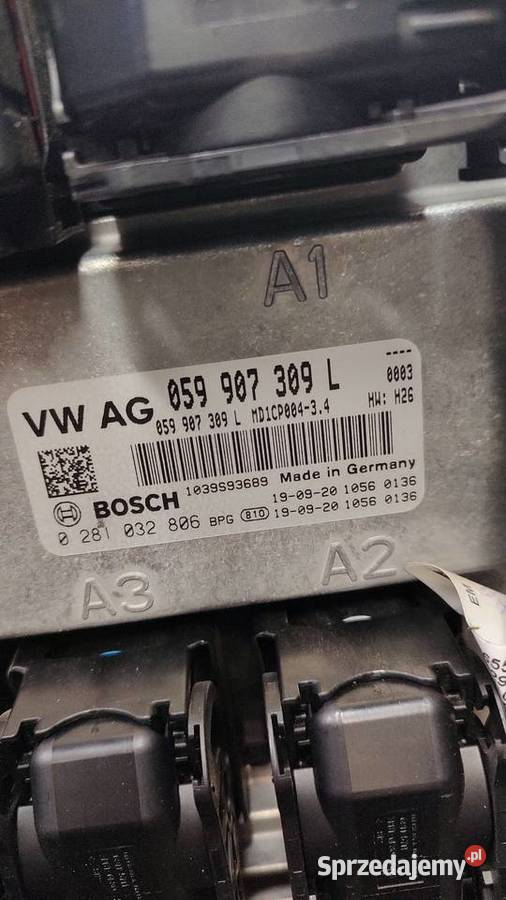 A1
VW AG 059 907 309 L
----
0003
059 907 309 L MD1CP004-3.4 HW: H26
1039S93689 Made in Germany
BOSCH 19-09-20 1056 0136
0 281 032 806 BPG 810 19-09-20 1056 0136
A3 A2
EM
Sprzedajemy.pl